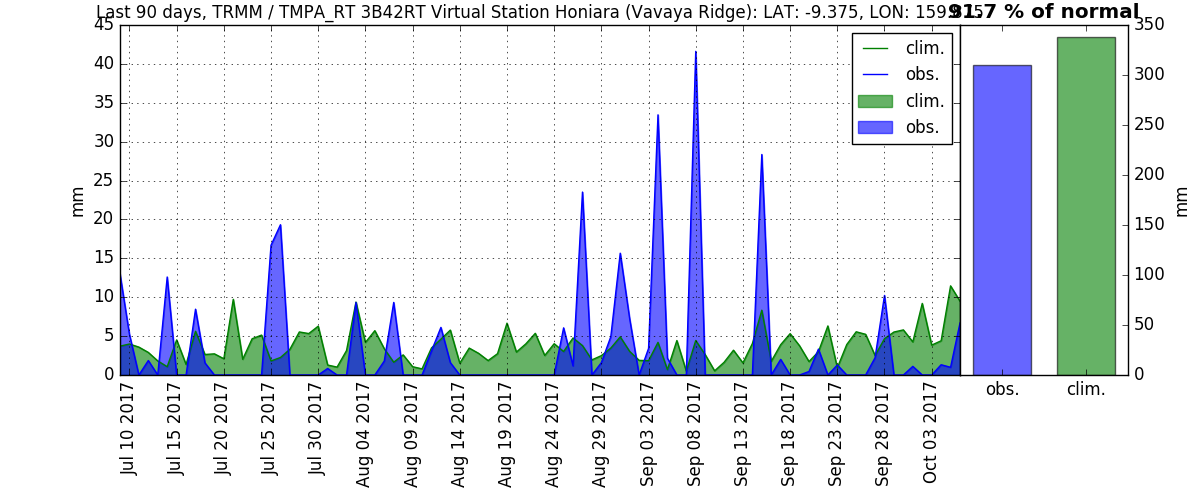 Last 90 days, TRMM / TMPA_RT 3B42RT Virtual Station Honiara (Vavaya Ridge): LAT: -9.375, LON:
91.7 % of normal
clim.
obs.
clim.
obs.
45
40
35
30
25
20
15
10
5
0
mm
350
300
250
200
150
100
50
0
mm
Jul 10 2017
Jul 15 2017
Jul 20 2017
Jul 25 2017
Jul 30 2017
Aug 04 2017
Aug 09 2017
Aug 14 2017
Aug 19 2017
Aug 24 2017
Aug 29 2017
Sep 03 2017
Sep 08 2017
Sep 13 2017
Sep 18 2017
Sep 23 2017
Sep 28 2017
Oct 03 2017
obs.
clim.